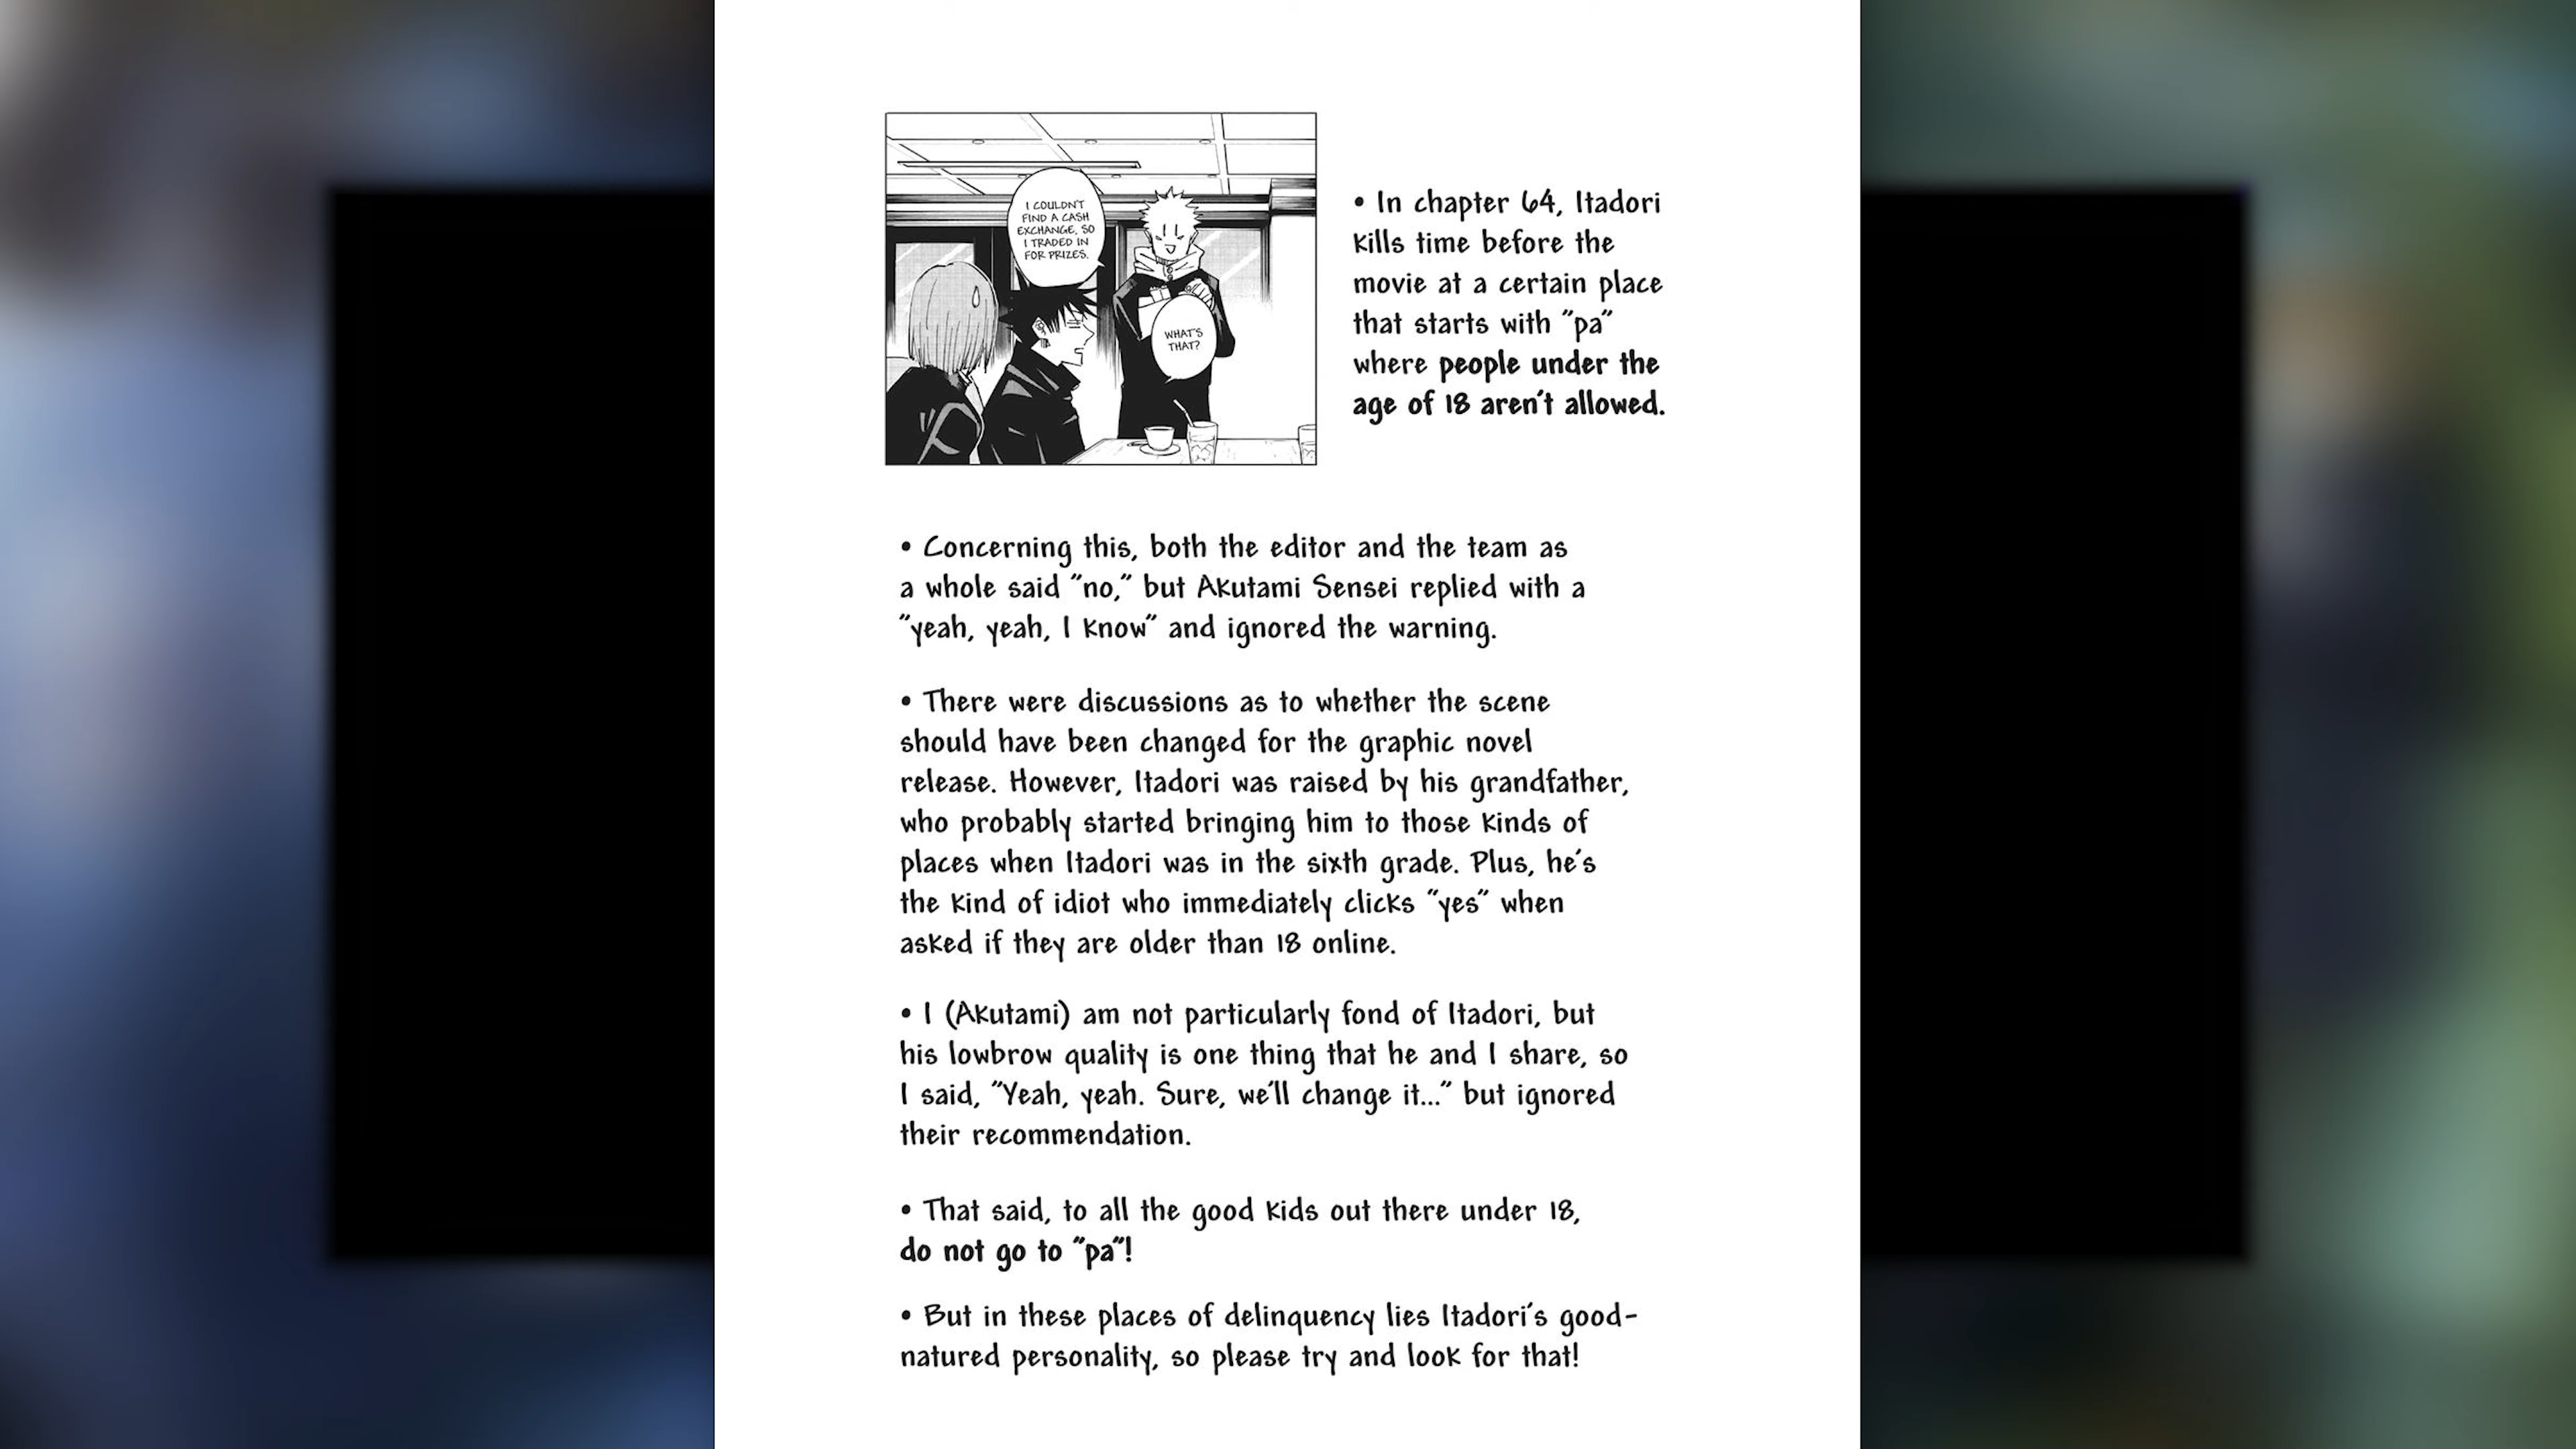 I COULDN'T
FIND A CASH
EXCHANGE, SO
I TRADED IN
FOR PRIZES.
WHAT'S
THAT?
• In chapter 64, Itadori
kills time before the
movie at a certain place
that starts with "pa"
where people under the
age of 18 aren't allowed.
• Concerning this, both the editor and the team as
a whole said "no," but Akutami Sensei replied with a
"yeah, yeah, I know" and ignored the warning.
• There were discussions as to whether the scene
should have been changed for the graphic novel
release. However, Itadori was raised by his grandfather,
who probably started bringing him to those kinds of
places when Itadori was in the sixth grade. Plus, he's
the kind of idiot who immediately clicks "yes" when
asked if they are older than 18 online.
• I (Akutami) am not particularly fond of Itadori, but
his lowbrow quality is one thing that he and I share, so
I said, "Yeah, yeah. Sure, we'll change it..." but ignored
their recommendation.
• That said, to all the good kids out there under 18,
do not go to "pa"!
• But in these places of delinquency lies Itadori's good-
natured personality, so please try and look for that!